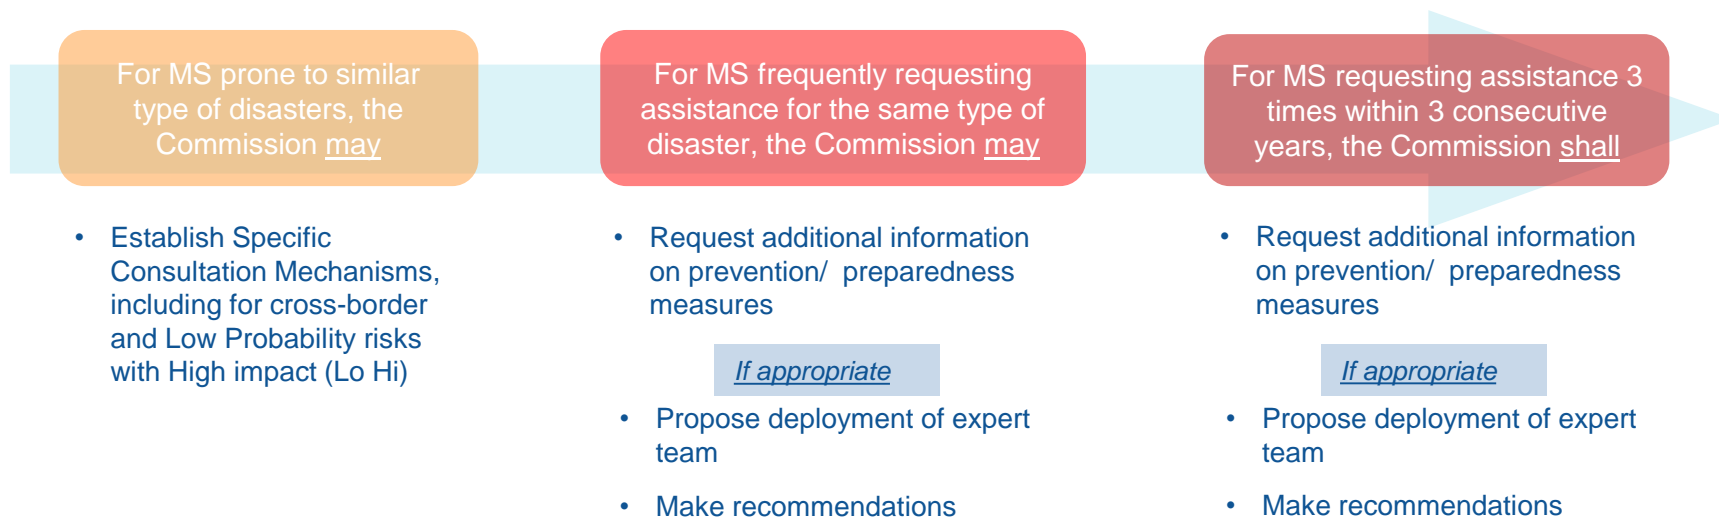 For MS prone to similar
type of disasters, the
Commission may
• Establish Specific
Consultation Mechanisms,
including for cross-border
and Low Probability risks
with High impact (Lo Hi)
For MS frequently requesting
assistance for the same type of
disaster, the Commission may
• Request additional information
on prevention/ preparedness
measures
If appropriate
• Propose deployment of expert
team
• Make recommendations
For MS requesting assistance 3
times within 3 consecutive
years, the Commission shall
• Request additional information
on prevention/ preparedness
measures
If appropriate
• Propose deployment of expert
team
• Make recommendations